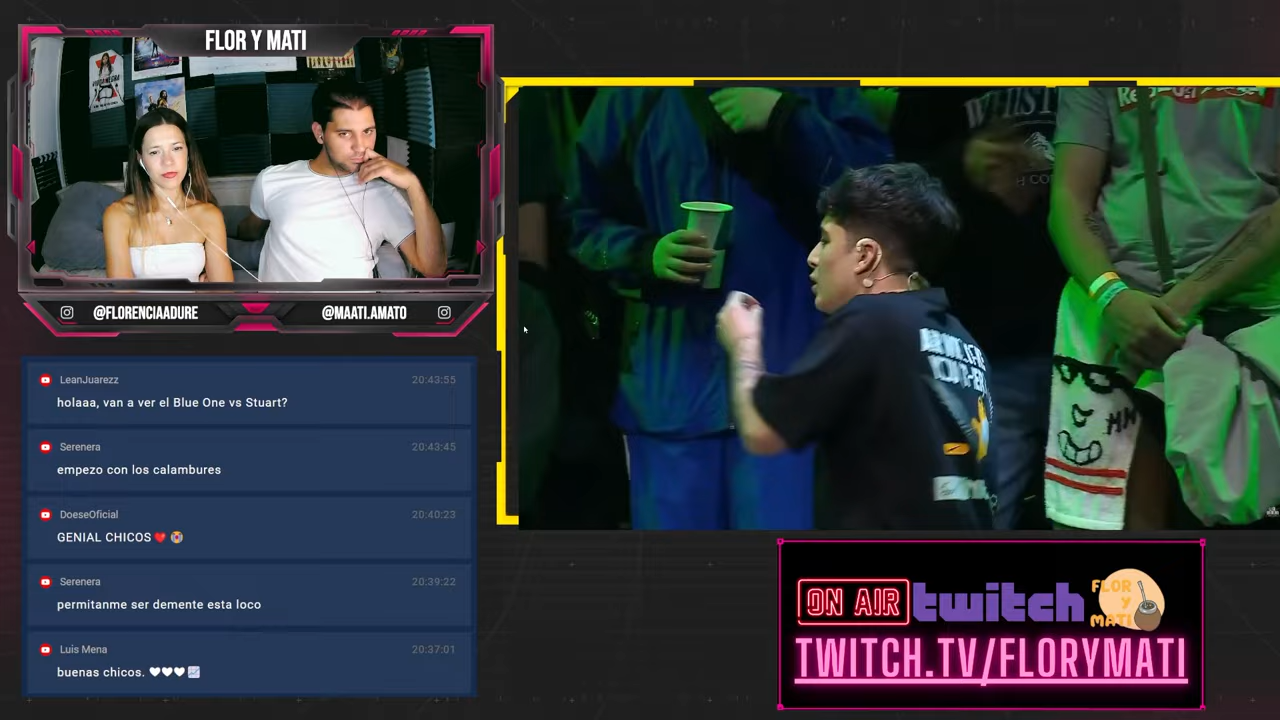 FLOR Y MATI
@FLORENCIAADURE
@MAATI.AMATO
LeanJuarezz
20:43:55
holaaa, van a ver el Blue One vs Stuart?
Serenera
20:43:45
empezo con los calambures
DoeseOficial
20:40:23
GENIAL CHICOS
Serenera
20:39:22
permitanme ser demente esta loco
Luis Mena
20:37:01
buenas chicos.
MM
ON AIR
twitch
FLOR
Y
MATI
TWITCH.TV/FLORYMATI